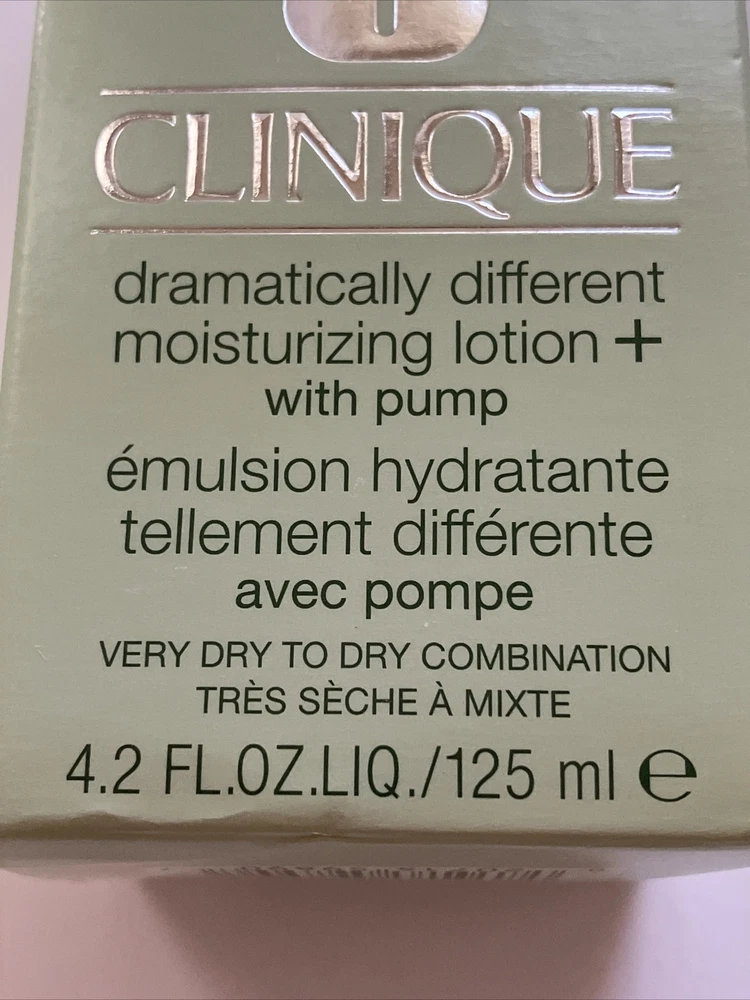 CLINIQUE
dramatically different
moisturizing lotion +
with pump
émulsion hydratante
tellement différente
avec pompe
VERY DRY TO DRY COMBINATION
TRÈS SÈCHE À MIXTE
4.2 FL.OZ.LIQ./125 ml ℮